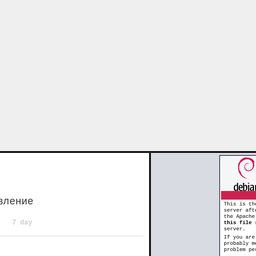 вление
7 day
debian
This is the
server afte
the Apache
this file
server.
If you are
probably me
problem pe